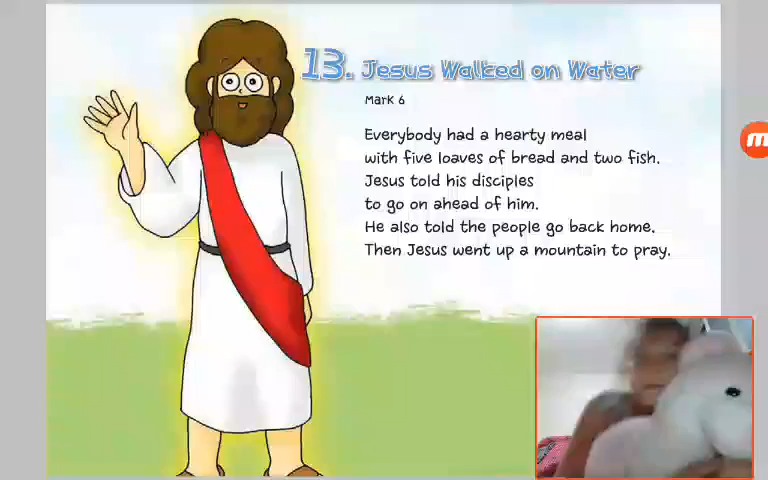 13. Jesus Walked on Water
Mark 6
Everybody had a hearty meal
with five loaves of bread and two fish.
Jesus told his disciples
to go on ahead of him.
He also told the people go back home.
Then Jesus went up a mountain to pray.